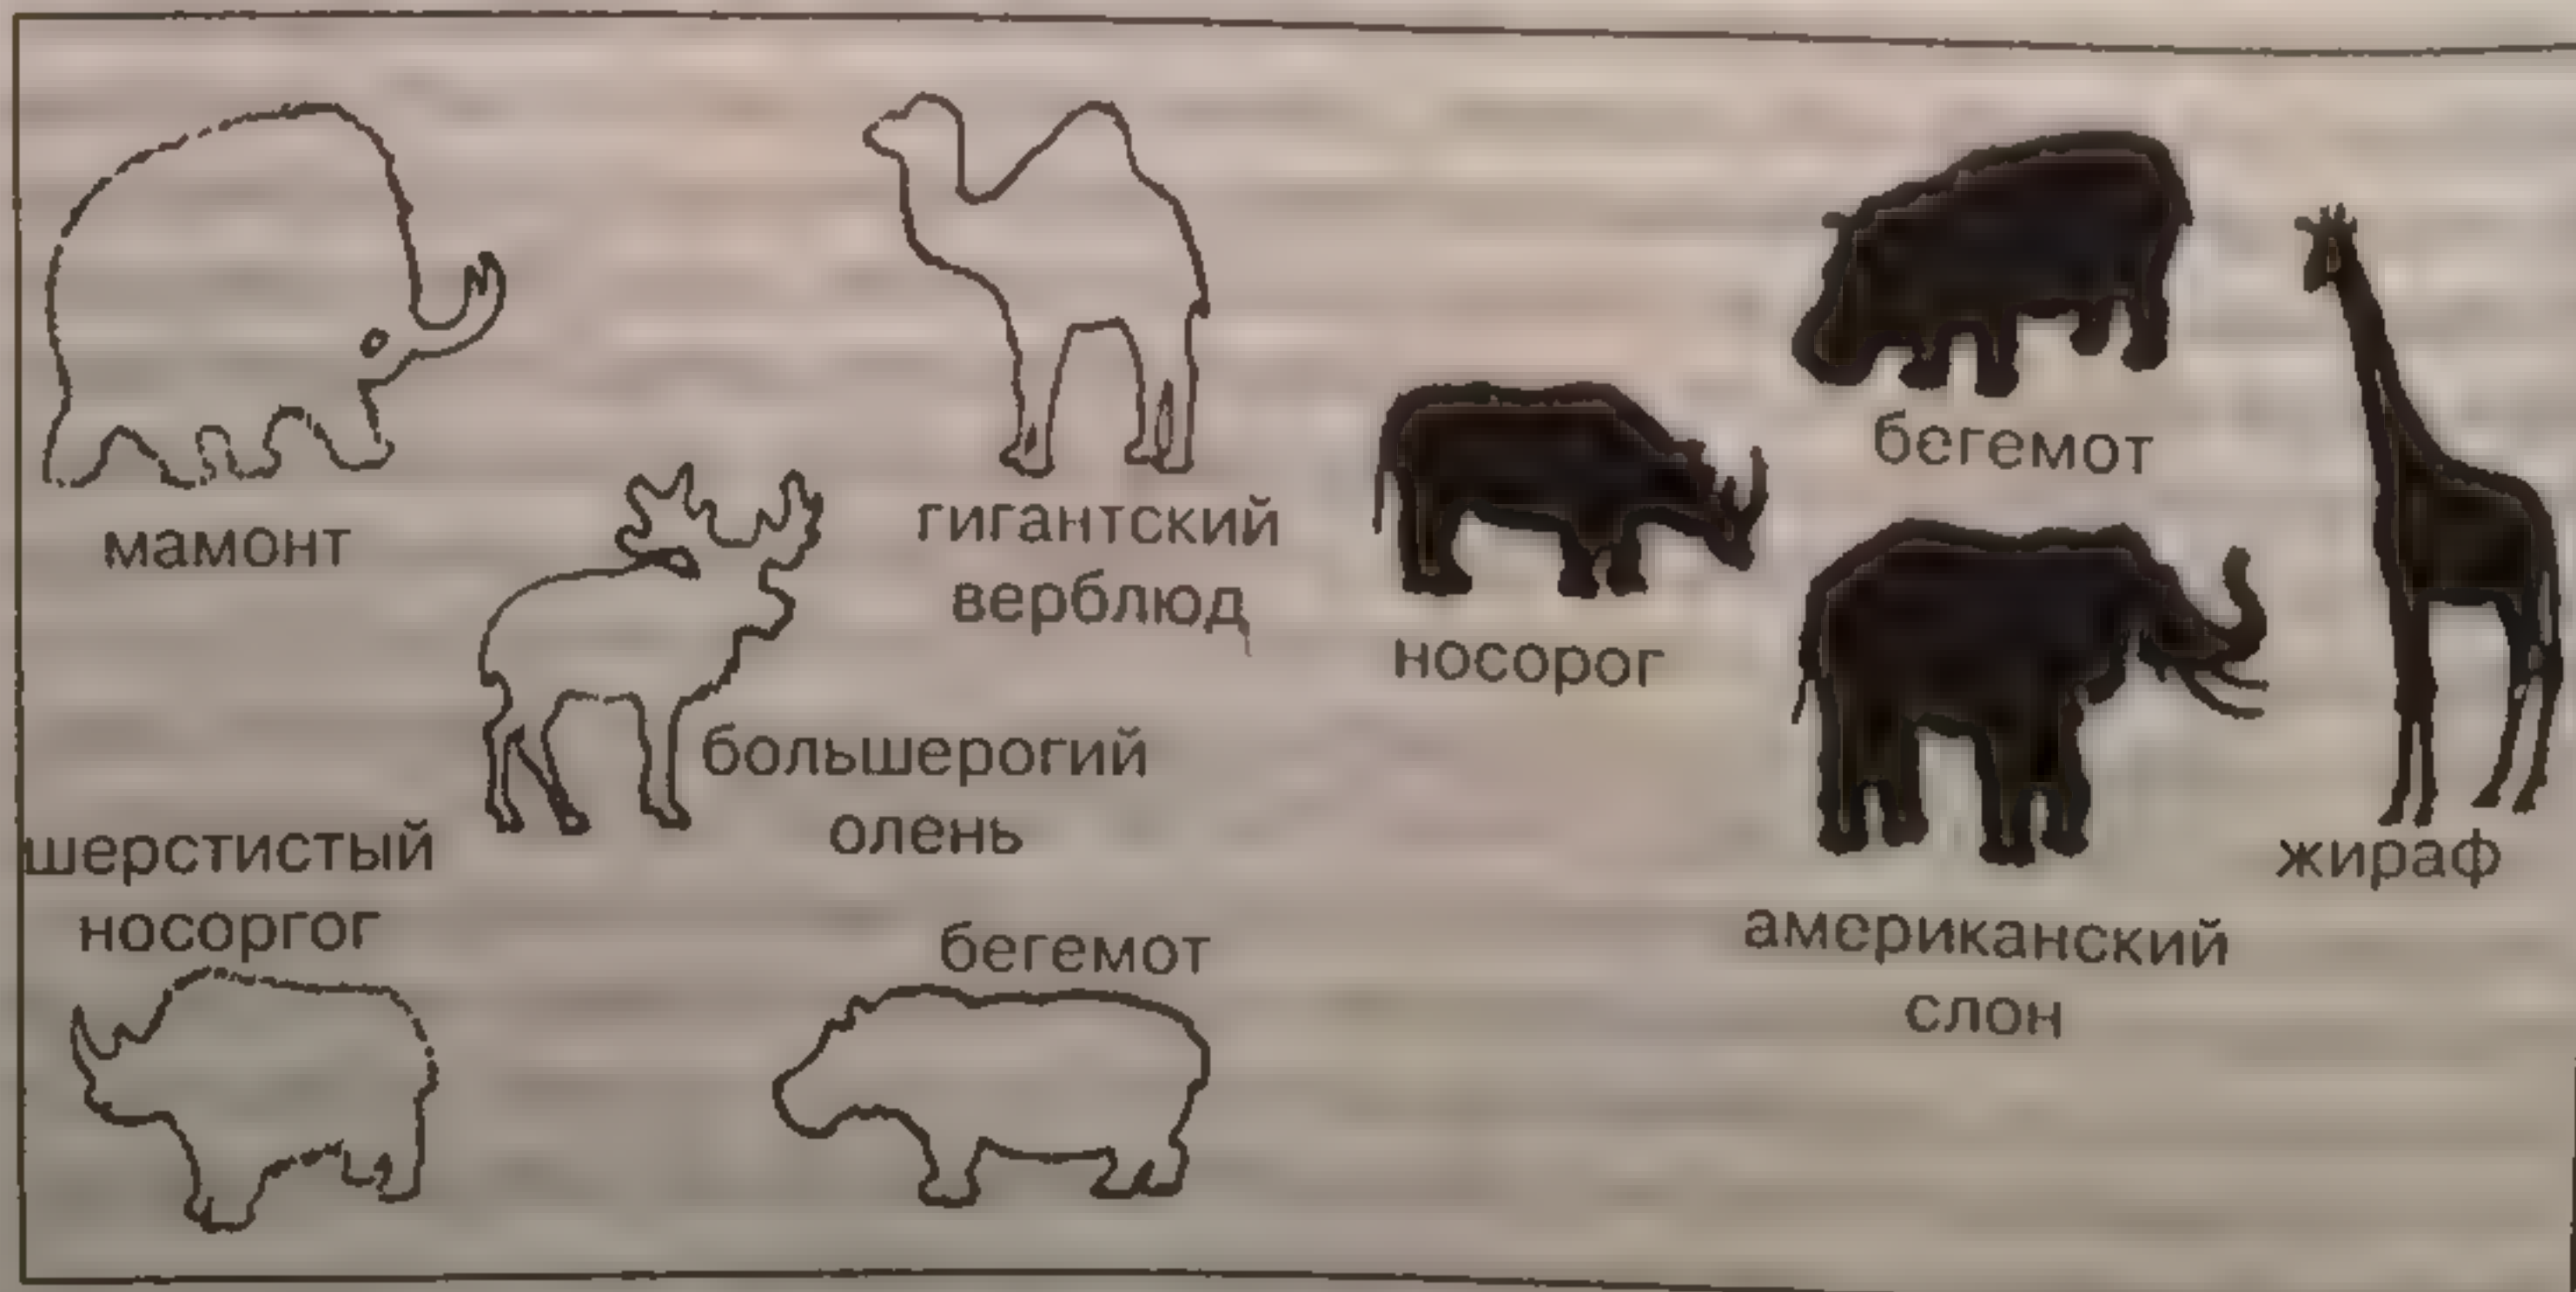 мамонт
гигантский
верблюд
большерогий
олень
шерстистый
носоргог
бегемот
бегемот
носорог
американский
слон
жираф